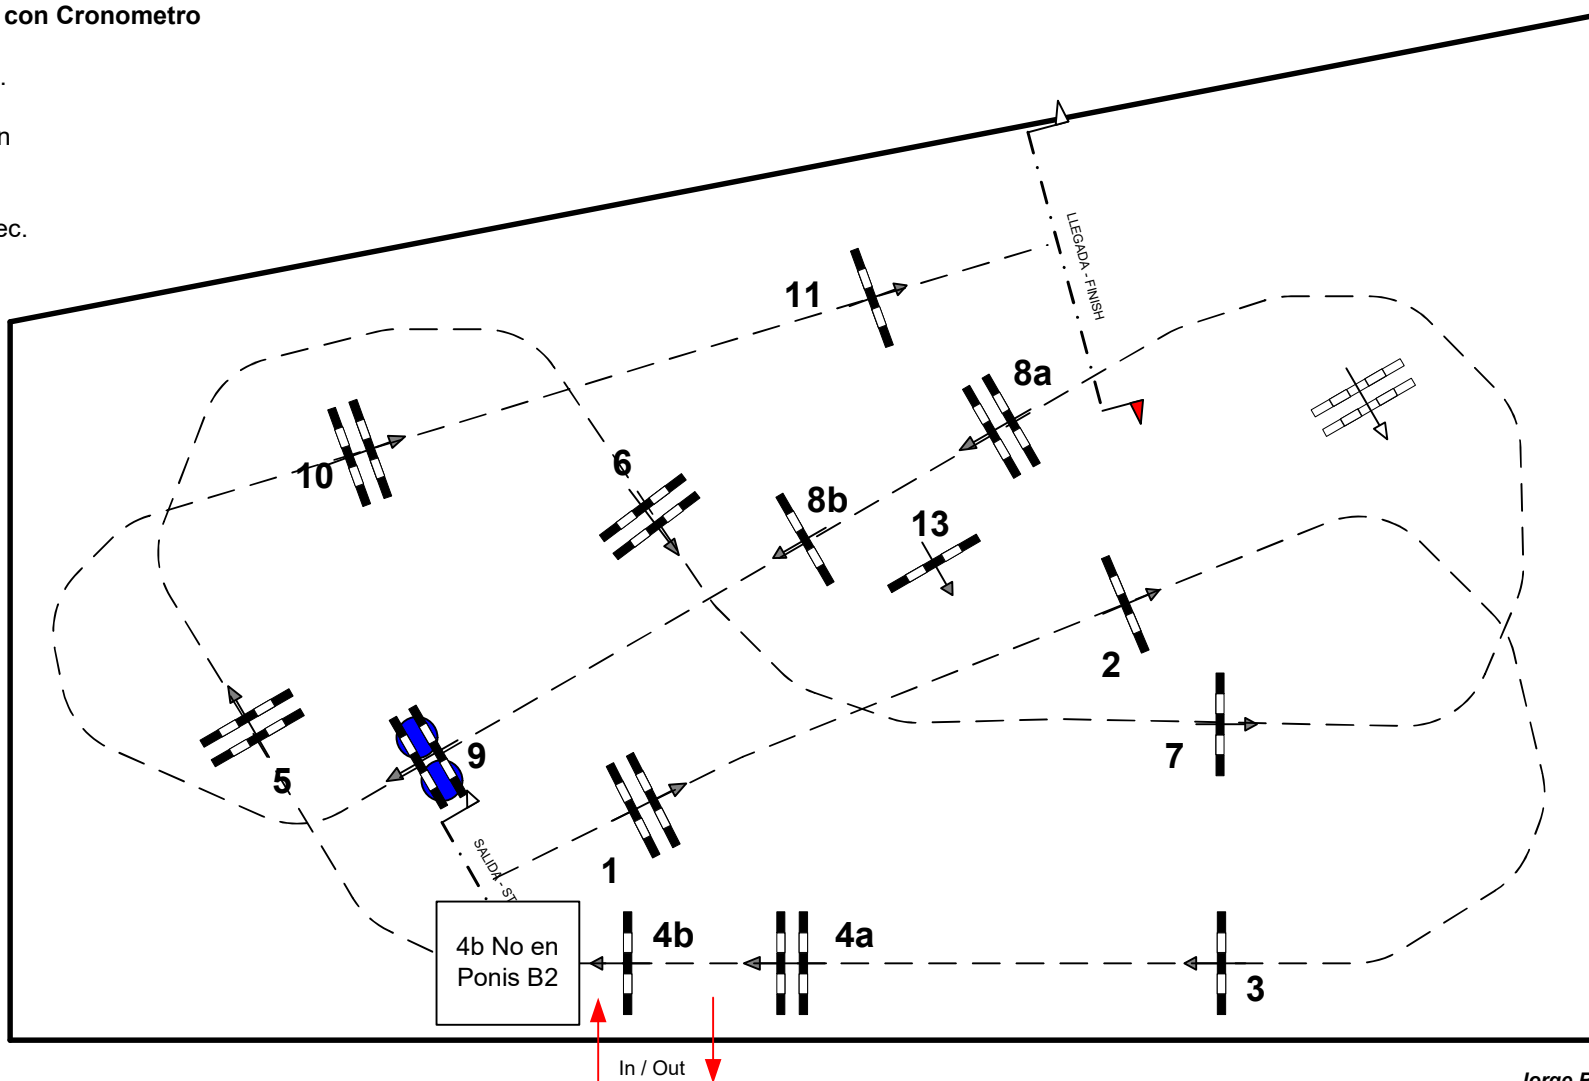 con Cronometro
.
n
ec.
LLEGADA - FINISH
11
8a
10
6
8b
13
2
5
9
7
1
SALIDA - ST
4b No en
Ponis B2
4b
4a
3
In / Out
Jorge